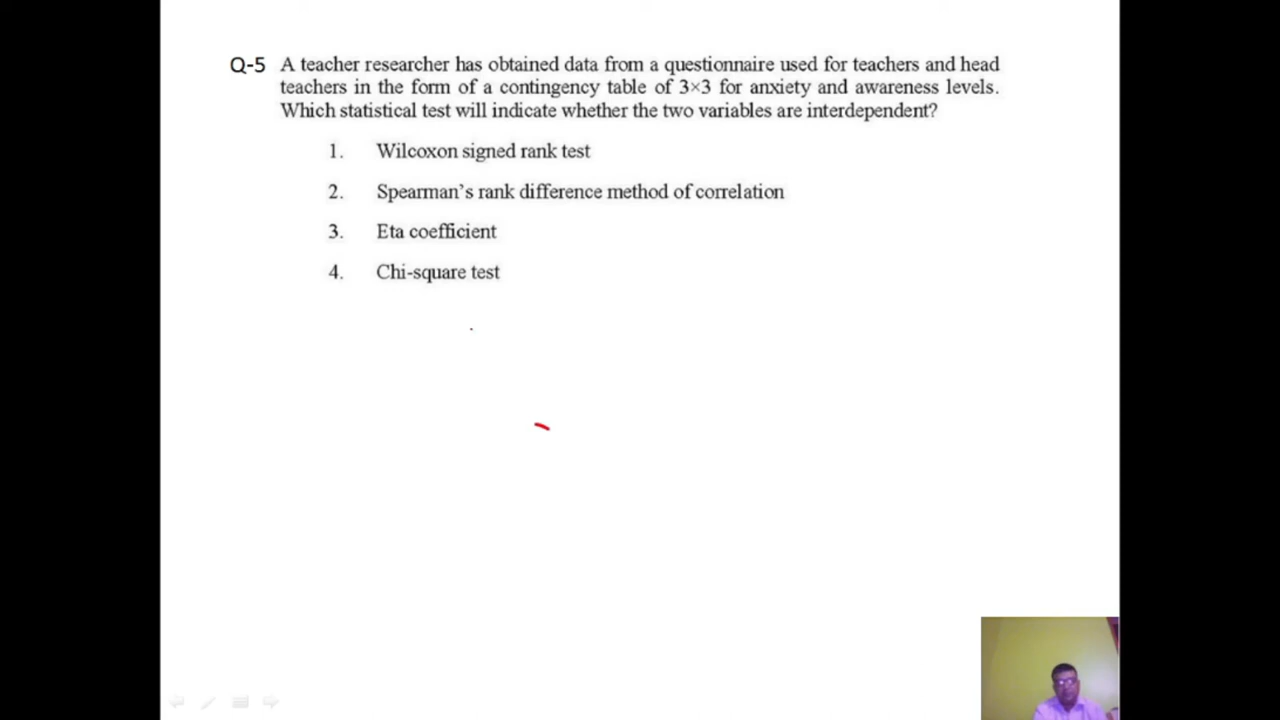 Q-5 A teacher researcher has obtained data from a questionnaire used for teachers and head
teachers in the form of a contingency table of 3×3 for anxiety and awareness levels.
Which statistical test will indicate whether the two variables are interdependent?
1. Wilcoxon signed rank test
2. Spearman's rank difference method of correlation
3. Eta coefficient
4. Chi-square test